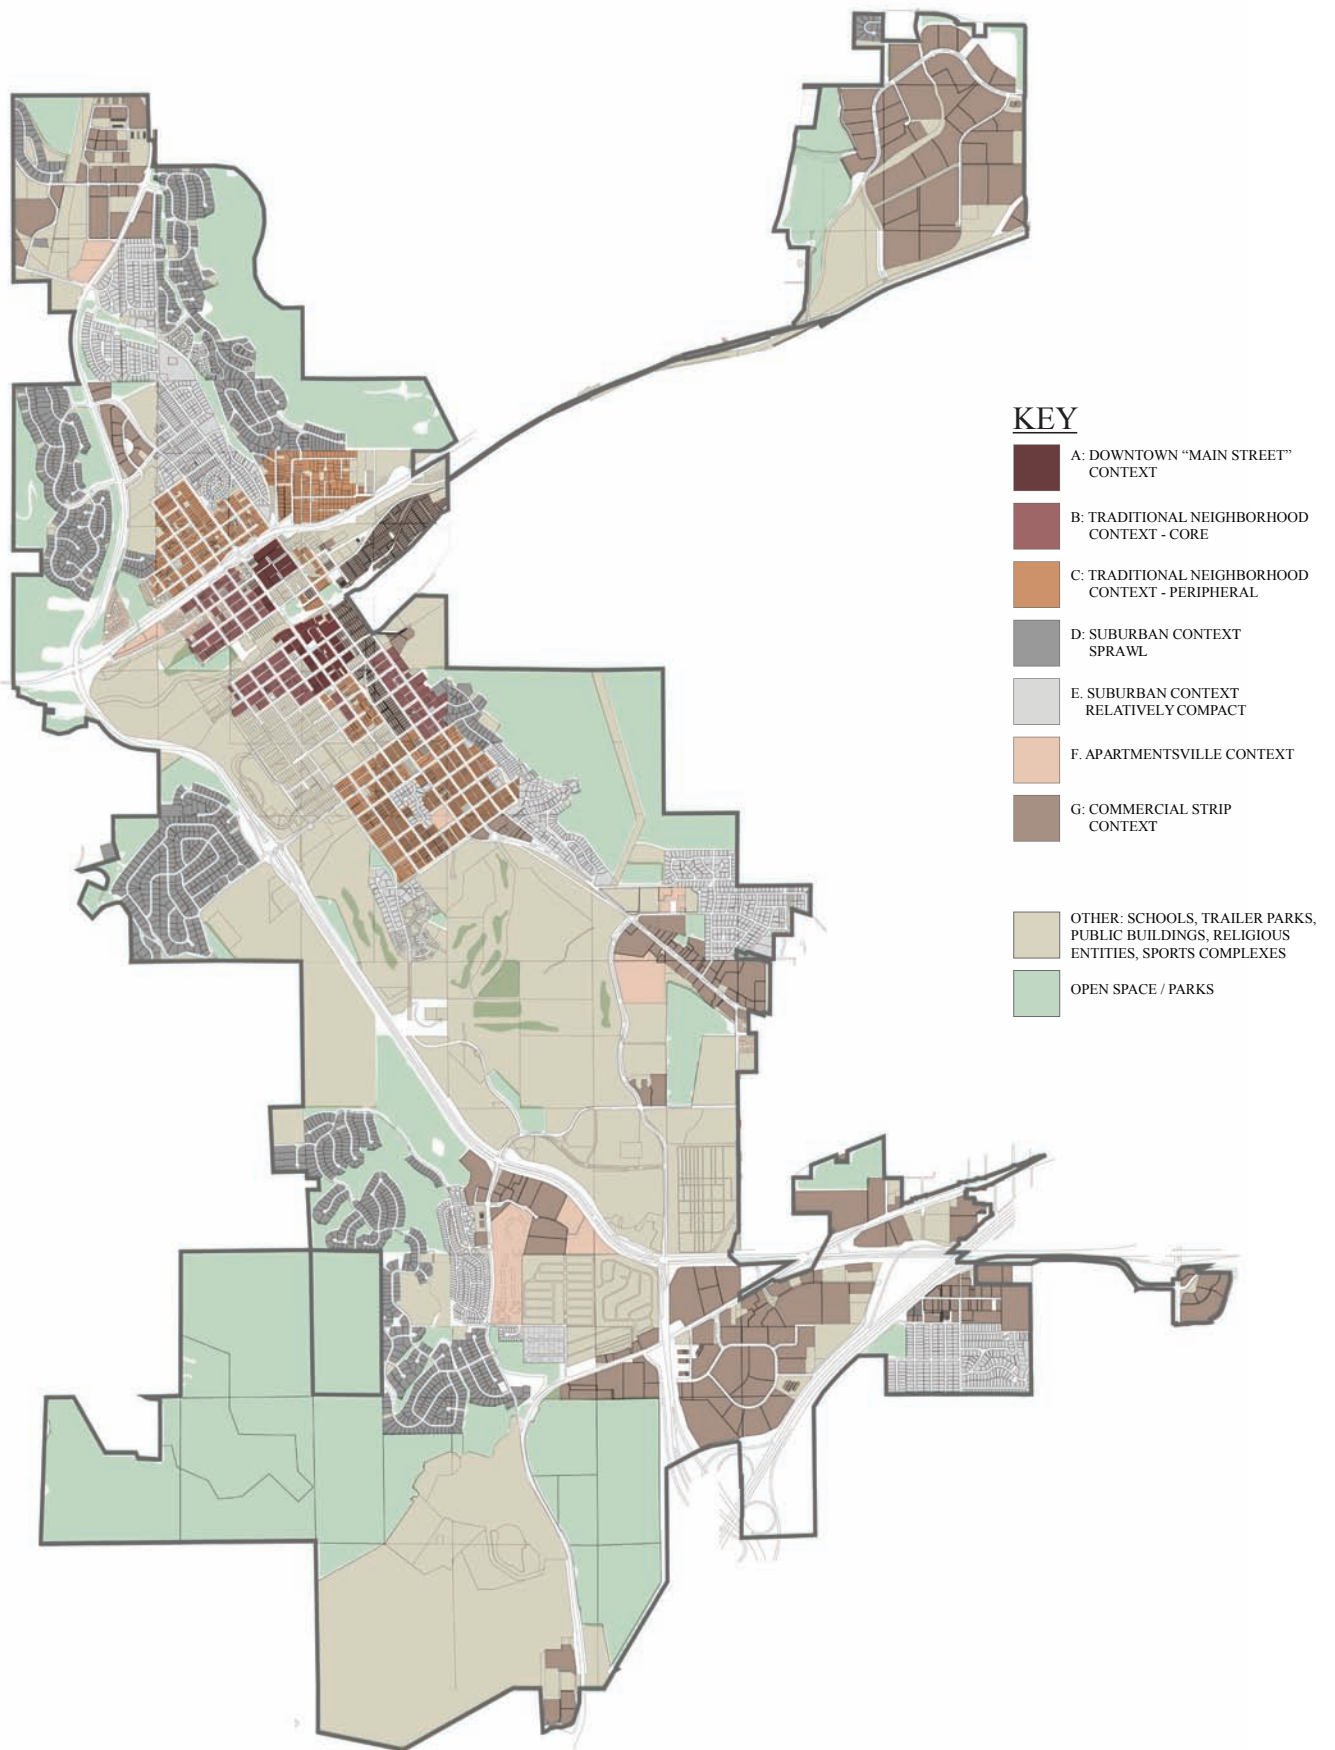 KEY
A: DOWNTOWN “MAIN STREET”
CONTEXT
B: TRADITIONAL NEIGHBORHOOD
CONTEXT - CORE
C: TRADITIONAL NEIGHBORHOOD
CONTEXT - PERIPHERAL
D: SUBURBAN CONTEXT
SPRAWL
E. SUBURBAN CONTEXT
RELATIVELY COMPACT
F. APARTMENTSVILLE CONTEXT
G: COMMERCIAL STRIP
CONTEXT
OTHER: SCHOOLS, TRAILER PARKS,
PUBLIC BUILDINGS, RELIGIOUS
ENTITIES, SPORTS COMPLEXES
OPEN SPACE / PARKS